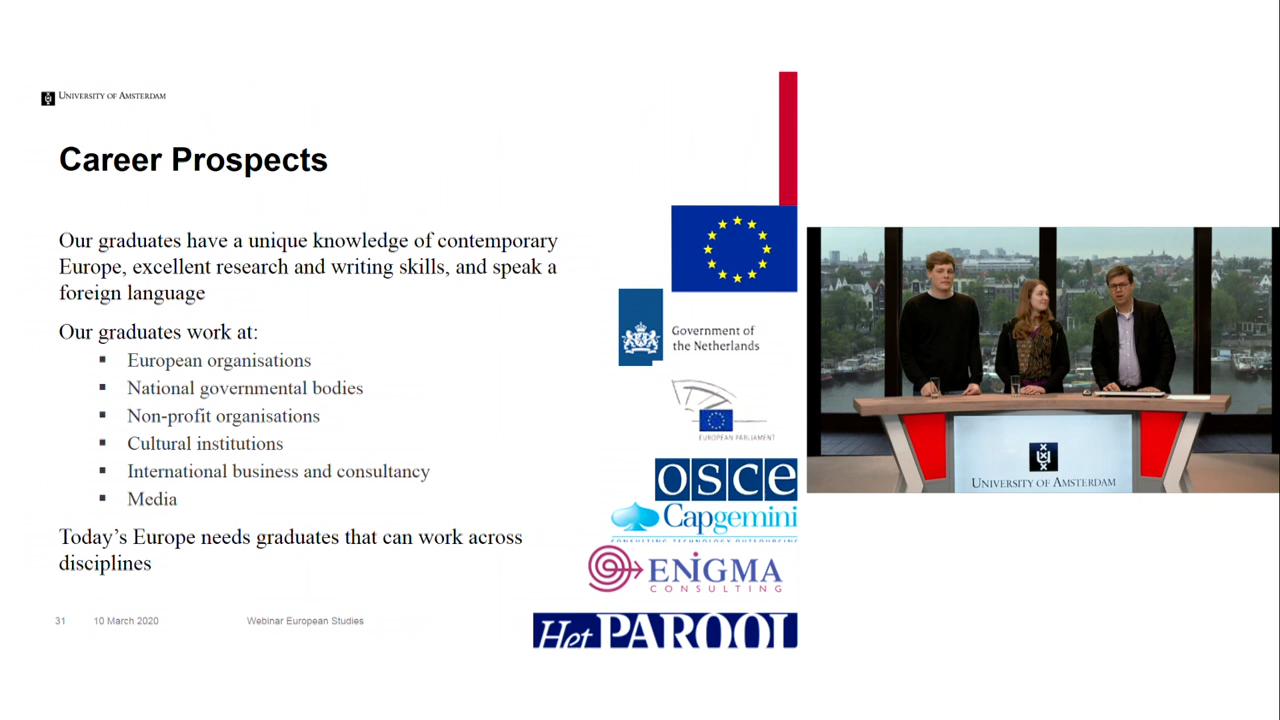 UNIVERSITY OF AMSTERDAM
Career Prospects
Our graduates have a unique knowledge of contemporary
Europe, excellent research and writing skills, and speak a
foreign language
Our graduates work at:
European organisations
National governmental bodies
Non-profit organisations
Cultural institutions
International business and consultancy
Media
Today's Europe needs graduates that can work across
disciplines
31 10 March 2020 Webinar European Studies
Government of
the Netherlands
EUROPEAN PARLIAMENT
osce
Capgemini
CONSULTING TECHNOLOGY OUTSOURCING
ENIGMA
CONSULTING
Het PAROOL
UNIVERSITY OF AMSTERDAM